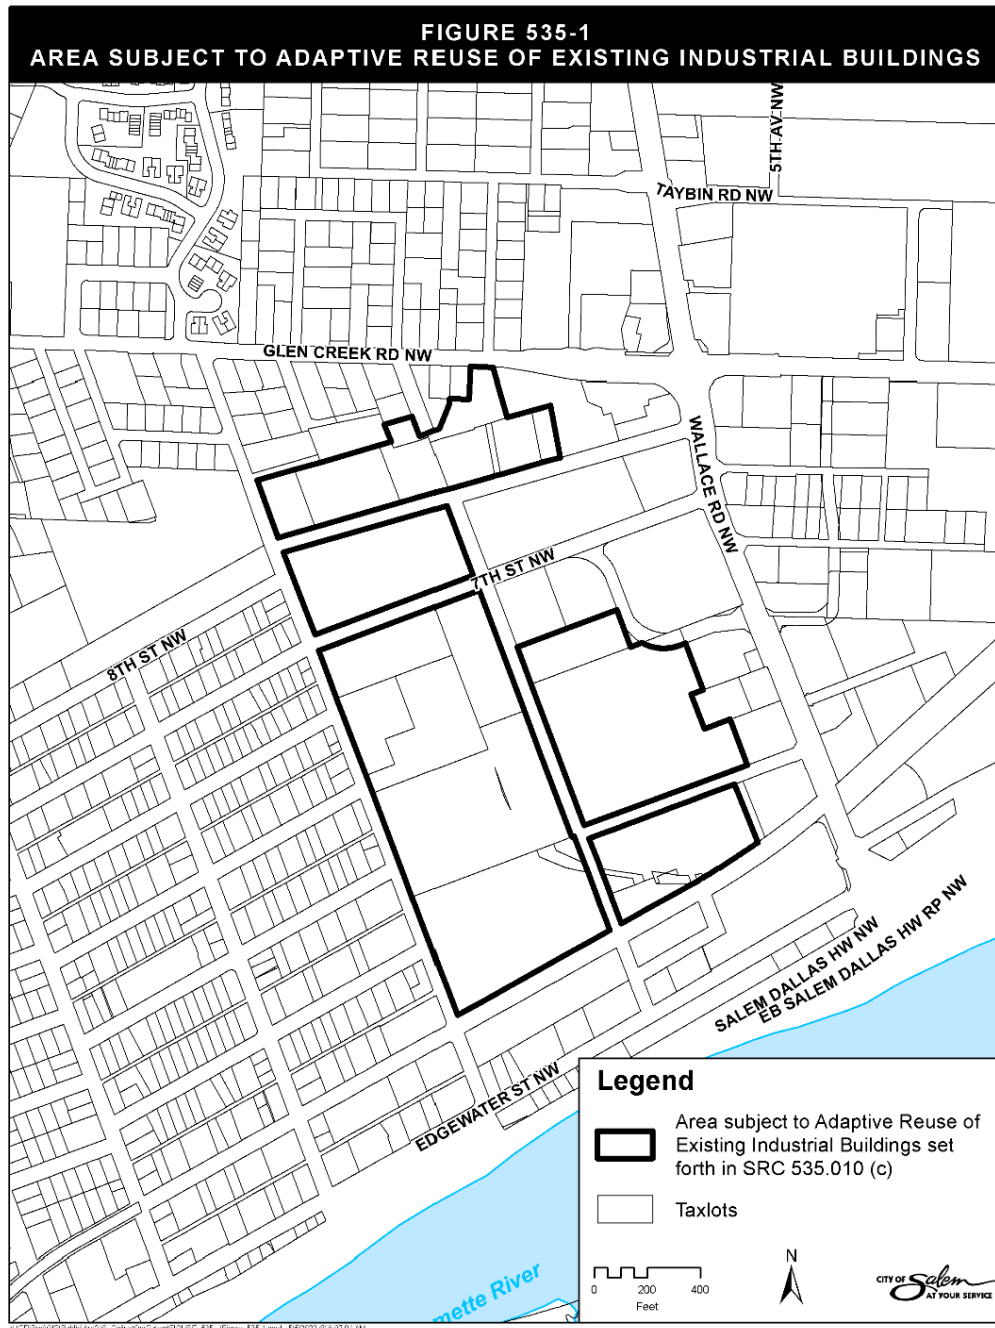 FIGURE 535-1
AREA SUBJECT TO ADAPTIVE REUSE OF EXISTING INDUSTRIAL BUILDINGS
5TH AV NW
TAYBIN RD NW
GLEN CREEK RD NW
WALLACE RD NW
7TH ST NW
8TH ST NW
SALEM DALLAS HW NW
EB SALEM DALLAS HW RP NW
EDGEWATER ST NW
mette River
Legend
Area subject to Adaptive Reuse of
Existing Industrial Buildings set
forth in SRC 535.010 (c)
Taxlots
0 200 400
Feet
N
CITY OF Salem
AT YOUR SERVICE